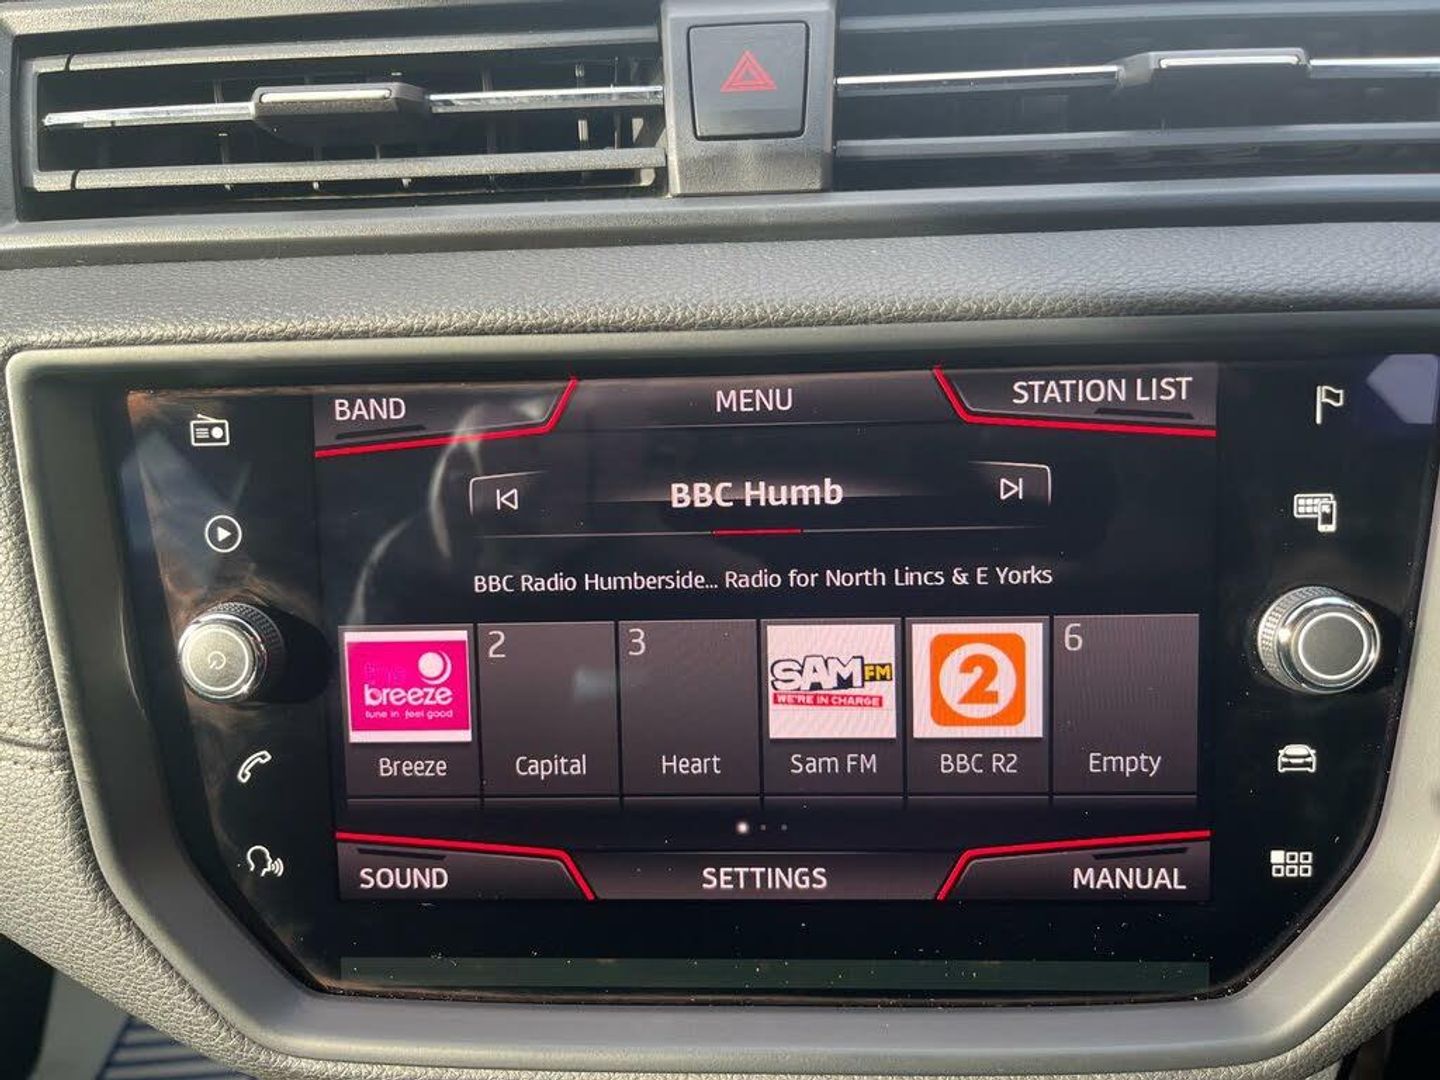 BAND
MENU
STATION LIST
BBC Humb
BBC Radio Humberside... Radio for North Lincs & E Yorks
the
breeze
tune in feel good
Breeze
2
Capital
3
Heart
SAM FM
WE'RE IN CHARGE
Sam FM
2
BBC R2
6
Empty
SOUND
SETTINGS
MANUAL